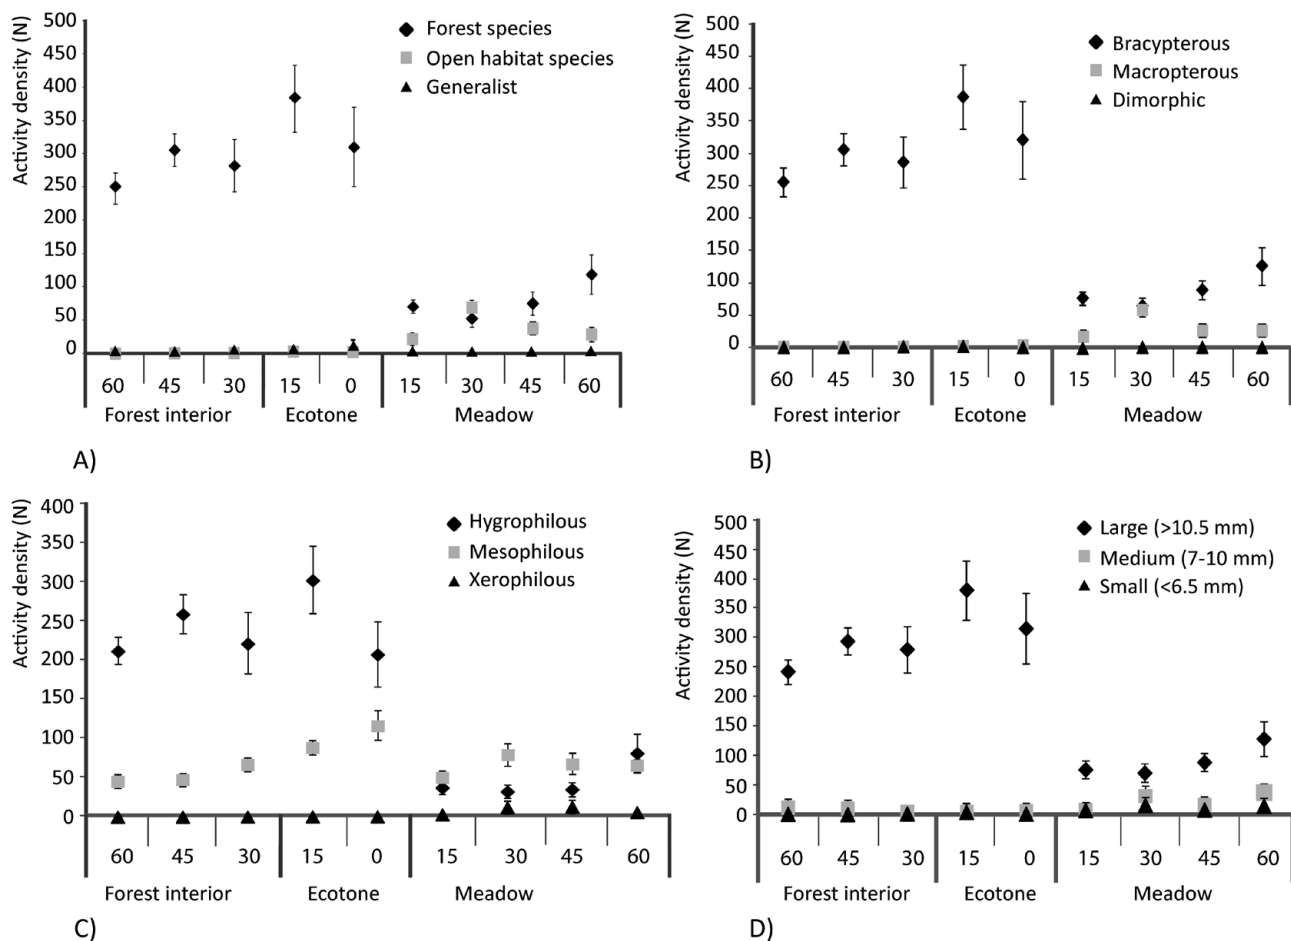 Activity density (N)
500
450
400
350
300
250
200
150
100
50
0
Forest species
Open habitat species
Generalist
60 45 30 15 0 15 30 45 60
Forest interior Ecotone Meadow
A)
Activity density (N)
500
450
400
350
300
250
200
150
100
50
0
Bracypterous
Macropterous
Dimorphic
60 45 30 15 0 15 30 45 60
Forest interior Ecotone Meadow
B)
Activity density (N)
400
350
300
250
200
150
100
50
0
Hygrophilous
Mesophilous
Xerophilous
60 45 30 15 0 15 30 45 60
Forest interior Ecotone Meadow
C)
Activity density (N)
500
450
400
350
300
250
200
150
100
50
0
Large (>10.5 mm)
Medium (7-10 mm)
Small (<6.5 mm)
60 45 30 15 0 15 30 45 60
Forest interior Ecotone Meadow
D)